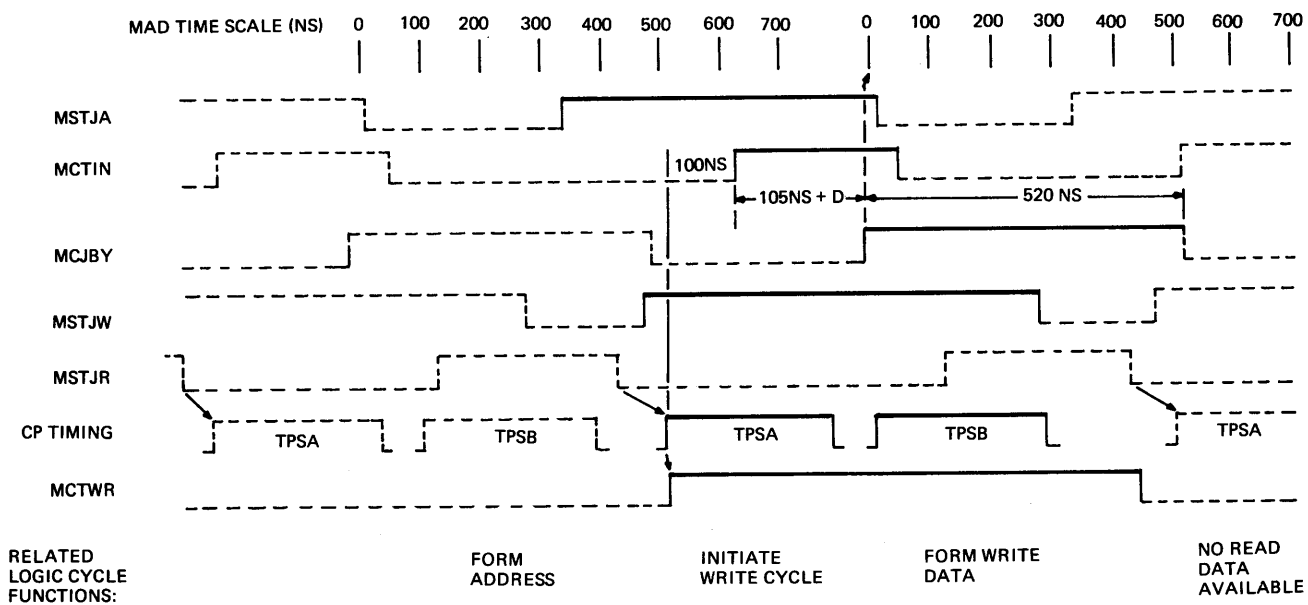 MAD TIME SCALE (NS) 0 100 200 300 400 500 600 700 0 100 200 300 400 500 600 700
MSTJA
MCTIN 100NS
105NS + D 520 NS
MCJBY
MSTJW
MSTJR
CP TIMING TPSA TPSB TPSA TPSB TPSA
MCTWR
RELATED FORM INITIATE FORM WRITE NO READ
LOGIC CYCLE ADDRESS WRITE CYCLE DATA DATA
FUNCTIONS: AVAILABLE